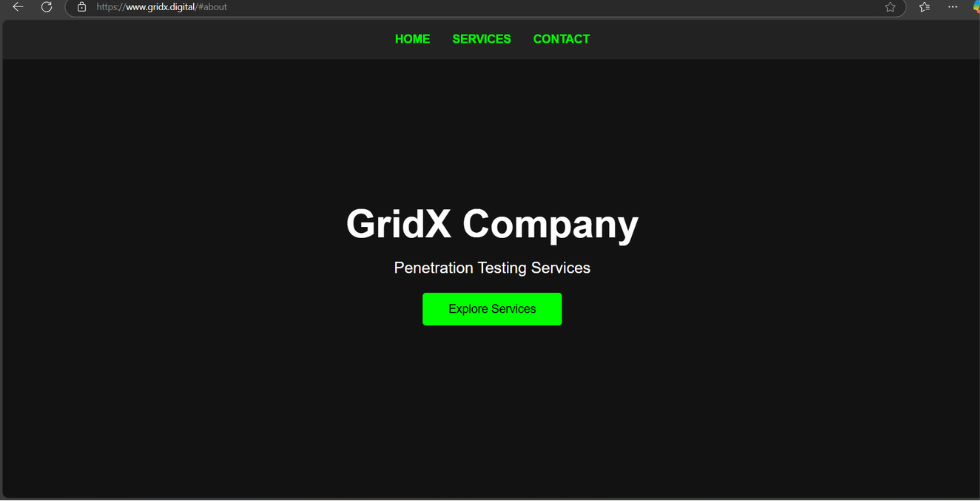 https://www.gridx.digital/#about
HOME SERVICES CONTACT
GridX Company
Penetration Testing Services
Explore Services